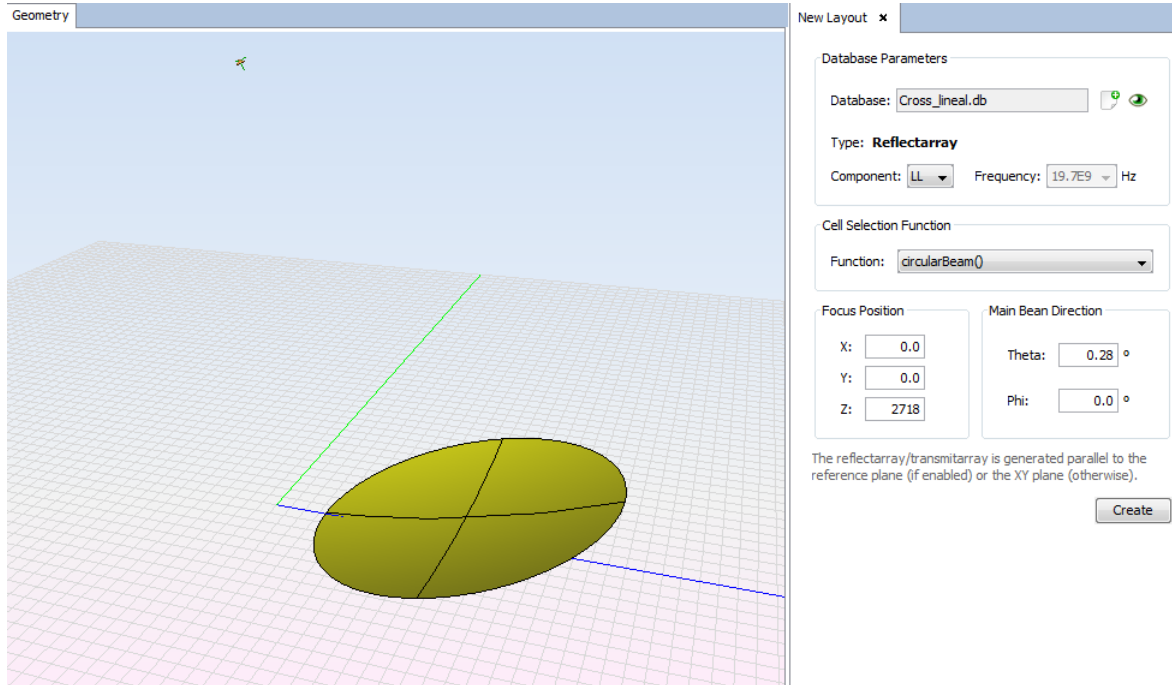 Geometry
New Layout
Database Parameters
Database: Cross_lineal.db
Type: Reflectarray
Component: LL Frequency: 19.7E9 Hz
Cell Selection Function
Function: circularBeam()
Focus Position
X: 0.0
Y: 0.0
Z: 2718
Main Bean Direction
Theta: 0.28 º
Phi: 0.0 º
The reflectarray/transmitarray is generated parallel to the
reference plane (if enabled) or the XY plane (otherwise).
Create